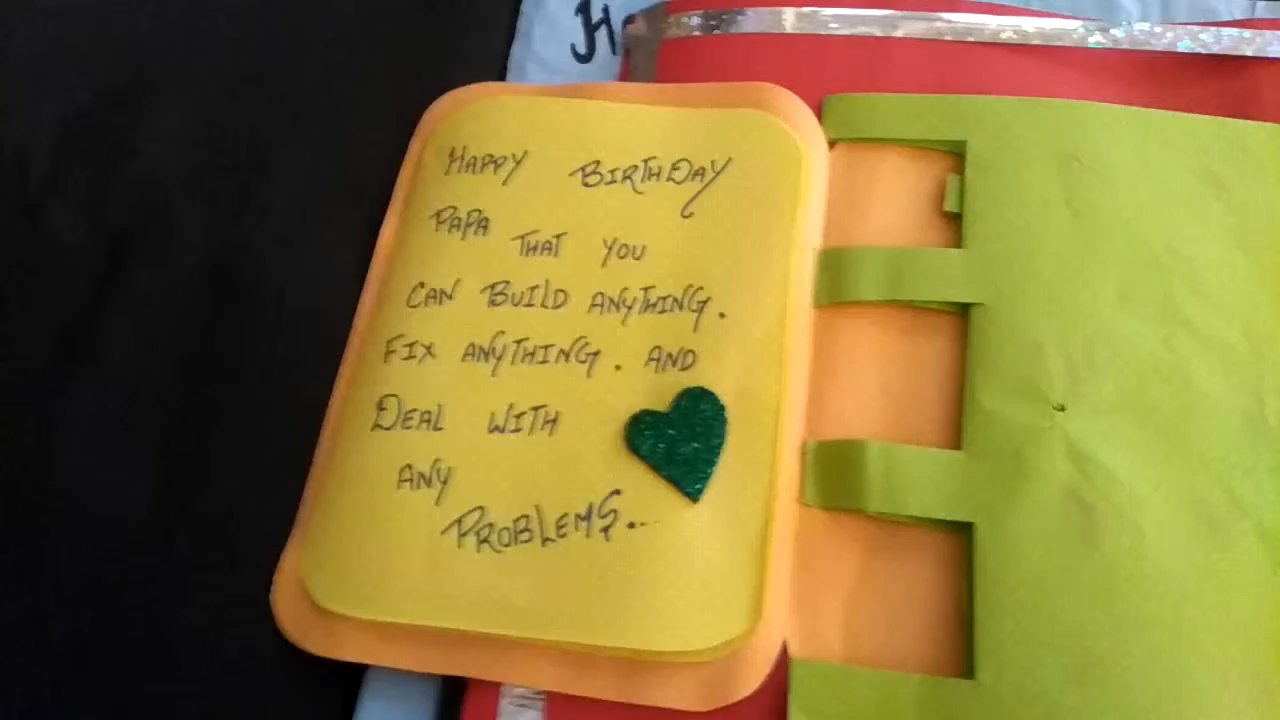 H
HAPPY BIRTHDAY
PAPA THAT YOU
CAN BUILD ANYTHING.
FIX ANYTHING. AND
DEAL WITH
ANY
PROBLEMS...